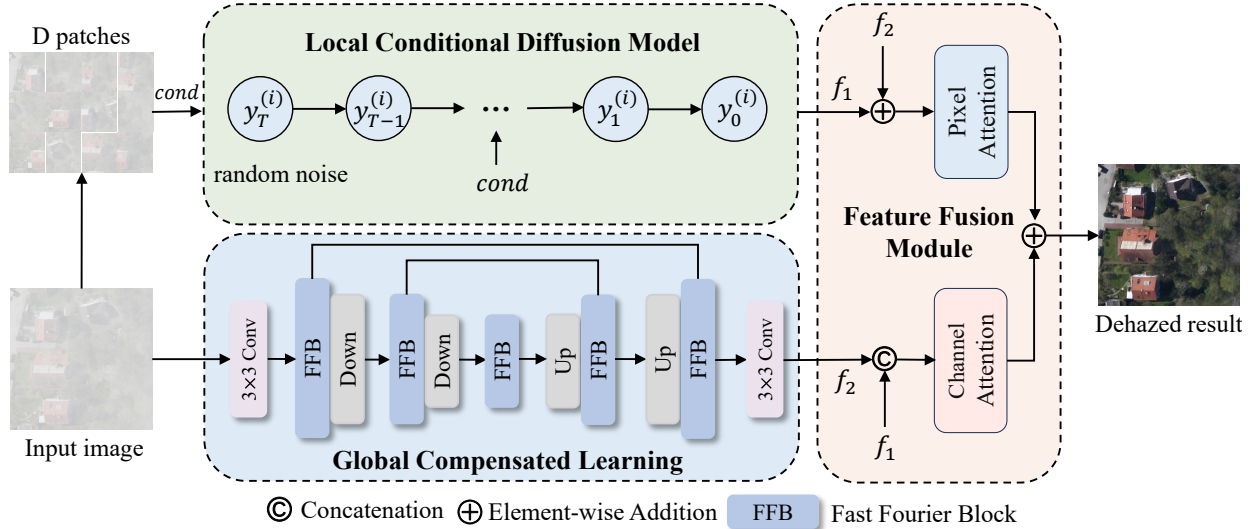 D patches
cond
Local Conditional Diffusion Model
y_T^{(i)}
y_{T-1}^{(i)}
...
y_1^{(i)}
y_0^{(i)}
random noise
cond
f_1
f_2
Pixel
Attention
Feature Fusion
Module
Dehazed result
Input image
3×3 Conv
FFB
Down
FFB
Down
FFB
Up
FFB
Up
FFB
3×3 Conv
Global Compensated Learning
f_2
C
f_1
Channel
Attention
C Concatenation
+ Element-wise Addition
FFB Fast Fourier Block